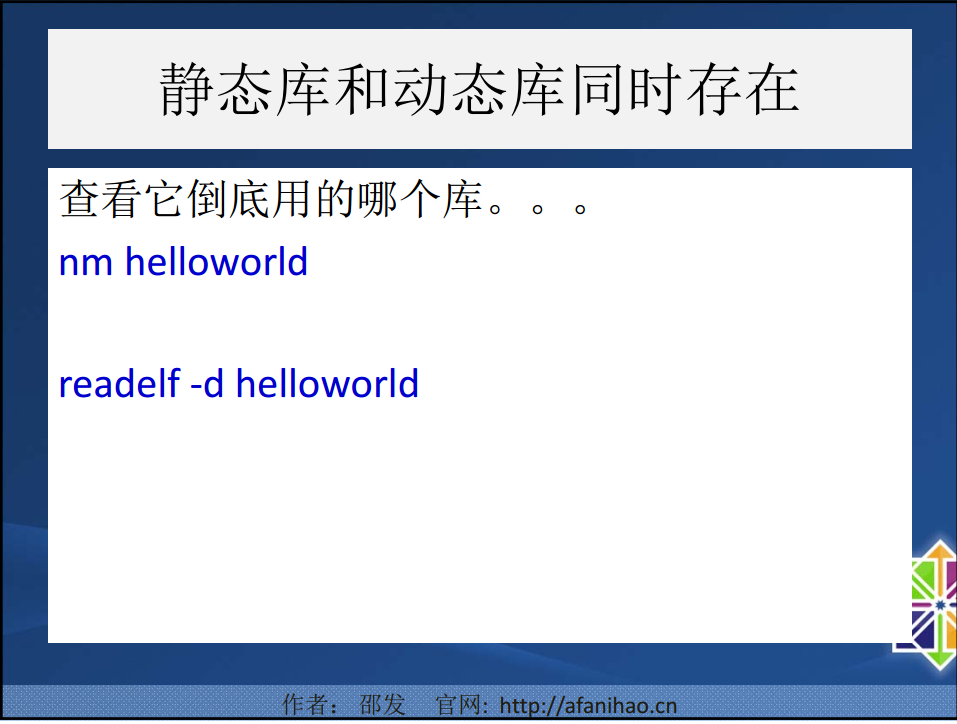 静态库和动态库同时存在
查看它倒底用的哪个库。。。
nm helloworld
readelf -d helloworld
作者： 邵发 官网: http://afanihao.cn